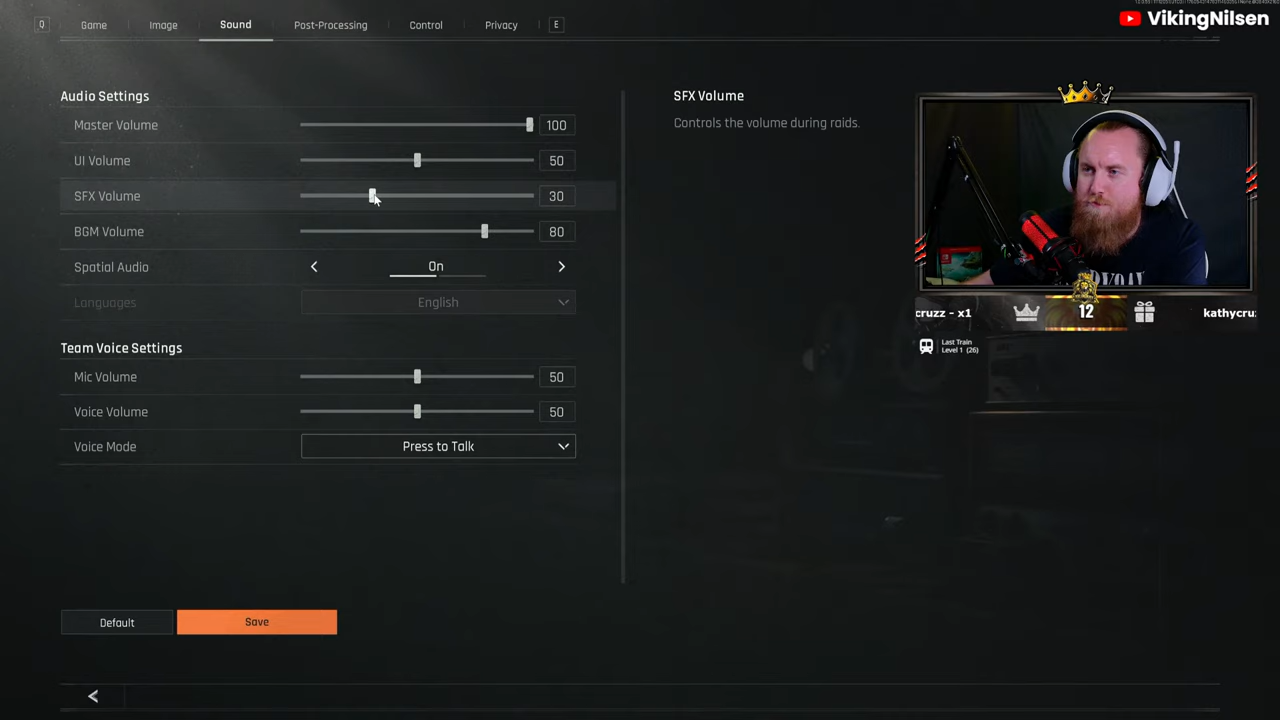 Q Game Image Sound Post-Processing Control Privacy E
VikingNilsen
Audio Settings
Master Volume 100
UI Volume 50
SFX Volume 30
BGM Volume 80
Spatial Audio On
Languages English
Team Voice Settings
Mic Volume 50
Voice Volume 50
Voice Mode Press to Talk
SFX Volume
Controls the volume during raids.
cruzz - x1 12 kathycru
Last Train
Level 1 (26)
Default Save